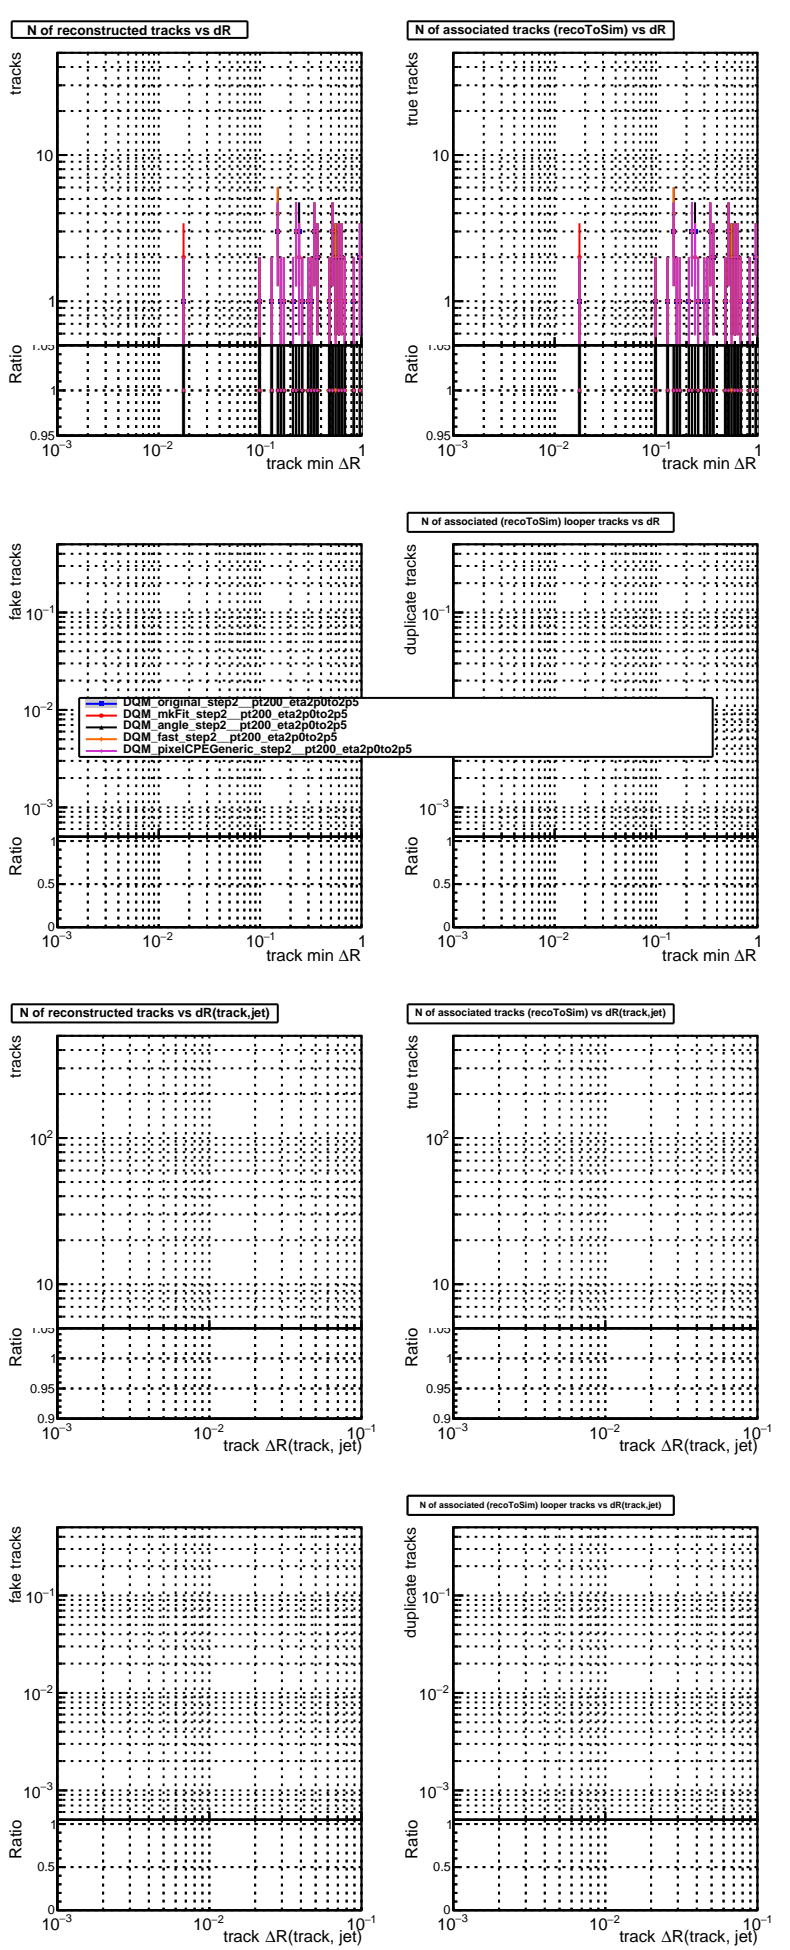 N of reconstructed tracks vs dR
tracks
10
1
1.05
Ratio
1
0.95
10−3
10−2
10−1
1
track min ΔR
N of associated tracks (recoToSim) vs dR
true tracks
10
1
1.05
Ratio
1
0.95
10−3
10−2
10−1
1
track min ΔR
fake tracks
10−1
10−2
10−3
Ratio
1
0.5
0
10−3
10−2
10−1
1
track min ΔR
N of associated (recoToSim) looper tracks vs dR
duplicate tracks
10−1
10−3
Ratio
1
0.5
0
10−3
10−2
10−1
1
track min ΔR
DQM_original_step2__pt200_eta2p0to2p5
DQM_mkFit_step2__pt200_eta2p0to2p5
DQM_angle_step2__pt200_eta2p0to2p5
DQM_fast_step2__pt200_eta2p0to2p5
DQM_pixelCPEGeneric_step2__pt200_eta2p0to2p5
N of reconstructed tracks vs dR(track,jet)
tracks
102
10
1.05
Ratio
1
0.95
0.9
10−3
10−2
10−1
track ΔR(track, jet)
N of associated tracks (recoToSim) vs dR(track,jet)
true tracks
102
10
1.05
Ratio
1
0.95
0.9
10−3
10−2
10−1
track ΔR(track, jet)
fake tracks
10−1
10−2
10−3
Ratio
1
0.5
0
10−3
10−2
10−1
track ΔR(track, jet)
N of associated (recoToSim) looper tracks vs dR(track,jet)
duplicate tracks
10−1
10−2
10−3
Ratio
1
0.5
0
10−3
10−2
10−1
track ΔR(track, jet)